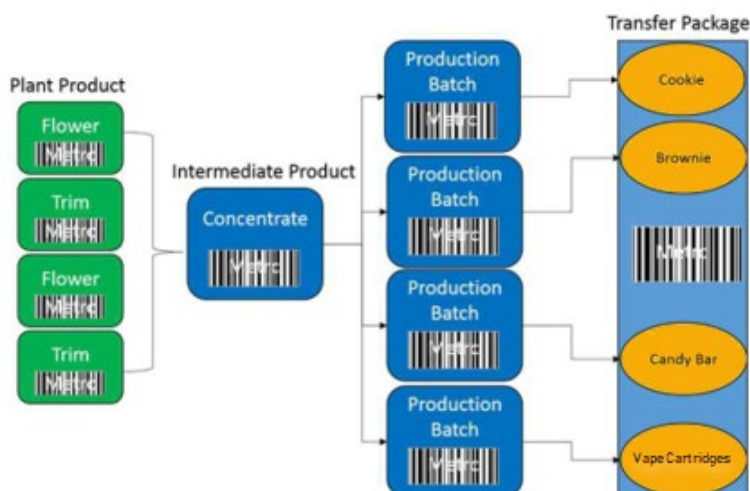 Transfer Package
Plant Product
Flower
Metrc
Trim
Metrc
Flower
Metrc
Trim
Metrc
Intermediate Product
Concentrate
Metrc
Production
Batch
Metrc
Production
Batch
Metrc
Production
Batch
Metrc
Production
Batch
Metrc
Cookie
Brownie
Metrc
Candy Bar
Vape Cartridges